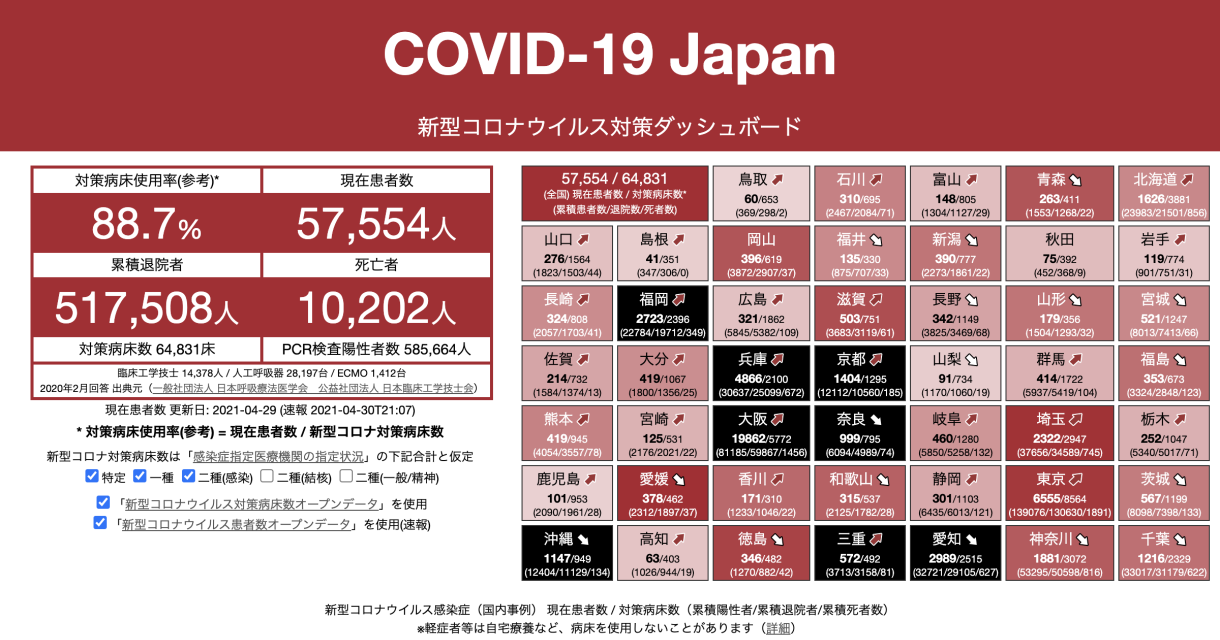 COVID-19 Japan
新型コロナウイルス対策ダッシュボード
対策病床使用率(参考)*
現在患者数
88.7%
57,554人
累積退院者
死亡者
517,508人
10,202人
対策病床数 64,831床
PCR検査陽性者数 585,664人
臨床工学技士 14,378人 / 人工呼吸器 28,197台 / ECMO 1,412台
2020年2月回答 出典元（一般社団法人 日本呼吸療法医学会　公益社団法人 日本臨床工学技士会）
現在患者数 更新日: 2021-04-29 (速報 2021-04-30T21:07)
* 対策病床使用率(参考) = 現在患者数 / 新型コロナ対策病床数
新型コロナ対策病床数は「感染症指定医療機関の指定状況」の下記合計と仮定
特定 一種 二種(感染) 二種(結核) 二種(一般/精神)
「新型コロナウイルス対策病床数オープンデータ」を使用
「新型コロナウイルス患者数オープンデータ」を使用(速報)
57,554 / 64,831
(全国) 現在患者数 / 対策病床数*
(累積患者数/退院数/死者数)
鳥取
60/653
(369/298/2)
石川
310/695
(2467/2084/71)
富山
148/805
(1304/1127/29)
青森
263/411
(1553/1268/22)
北海道
1626/3881
(23983/21501/856)
山口
276/1564
(1823/1503/44)
島根
41/351
(347/306/0)
岡山
396/619
(3872/2907/37)
福井
135/330
(875/707/33)
新潟
390/777
(2273/1861/22)
秋田
75/392
(452/368/9)
岩手
119/774
(901/751/31)
長崎
324/808
(2057/1703/41)
福岡
2723/2396
(22784/19712/349)
広島
321/1862
(5845/5382/109)
滋賀
503/751
(3683/3119/61)
長野
342/1149
(3825/3469/68)
山形
179/356
(1504/1293/32)
宮城
521/1247
(8013/7413/66)
佐賀
214/732
(1584/1374/13)
大分
419/1067
(1800/1356/25)
兵庫
4866/2100
(30637/25099/672)
京都
1404/1295
(12112/10560/185)
山梨
91/734
(1170/1060/19)
群馬
414/1722
(5937/5419/104)
福島
353/673
(3324/2848/123)
熊本
419/945
(4054/3557/78)
宮崎
125/531
(2176/2021/22)
大阪
19862/5772
(81185/59867/1456)
奈良
999/795
(6094/4989/74)
岐阜
460/1280
(5850/5258/132)
埼玉
2322/2947
(37656/34589/745)
栃木
252/1047
(5340/5017/71)
鹿児島
101/953
(2090/1961/28)
愛媛
378/462
(2312/1897/37)
香川
171/310
(1233/1046/22)
和歌山
315/537
(2125/1782/28)
静岡
301/1103
(6435/6013/121)
東京
6555/8564
(139076/130630/1891)
茨城
567/1199
(8098/7398/133)
沖縄
1147/949
(12404/11129/134)
高知
63/403
(1026/944/19)
徳島
346/482
(1270/882/42)
三重
572/492
(3713/3158/81)
愛知
2989/2515
(32721/29105/627)
神奈川
1881/3072
(53295/50598/816)
千葉
1216/2329
(33017/31179/622)
新型コロナウイルス感染症（国内事例） 現在患者数 / 対策病床数（累積陽性者/累積退院者/累積死者数）
※軽症者等は自宅療養など、病床を使用しないことがあります（詳細）